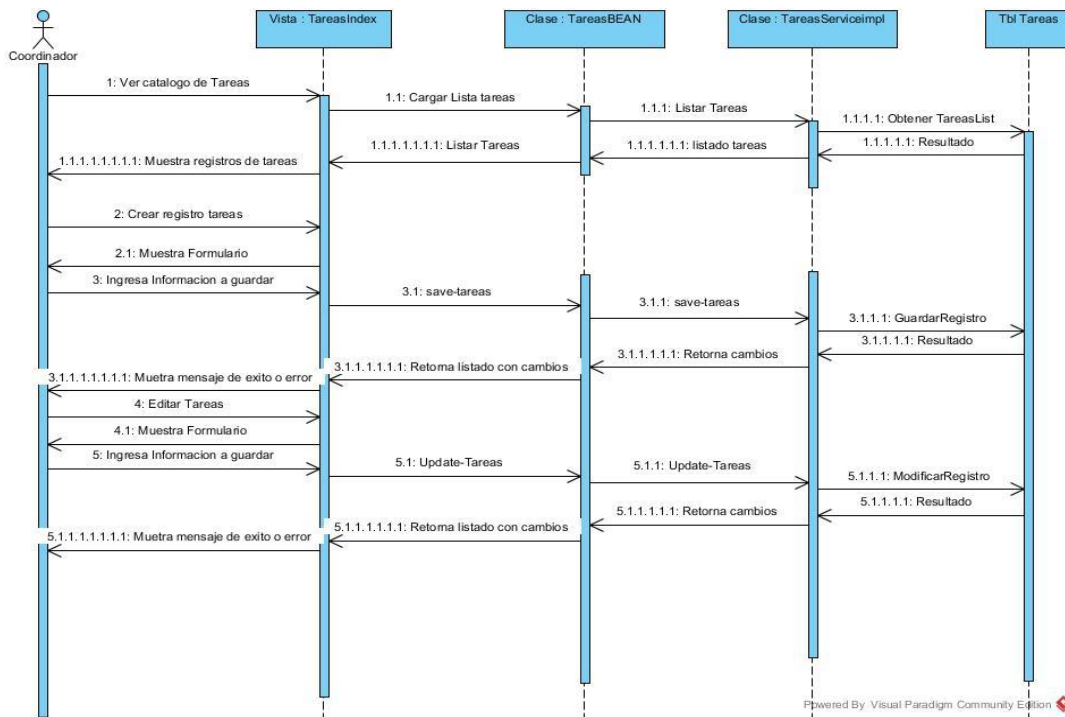 Coordinador
Vista : TareasIndex
Clase : TareasBEAN
Clase : TareasServiceimpl
Tbl Tareas
1: Ver catalogo de Tareas
1.1: Cargar Lista tareas
1.1.1: Listar Tareas
1.1.1.1: Obtener TareasList
1.1.1.1.1: Resultado
1.1.1.1.1.1: listado tareas
1.1.1.1.1.1.1: Listar Tareas
1.1.1.1.1.1.1.1: Muestra registros de tareas
2: Crear registro tareas
2.1: Muestra Formulario
3: Ingresa Informacion a guardar
3.1: save-tareas
3.1.1: save-tareas
3.1.1.1: GuardarRegistro
3.1.1.1.1: Resultado
3.1.1.1.1.1: Retorna cambios
3.1.1.1.1.1.1: Retorna listado con cambios
3.1.1.1.1.1.1.1: Muetra mensaje de exito o error
4: Editar Tareas
4.1: Muestra Formulario
5: Ingresa Informacion a guardar
5.1: Update-Tareas
5.1.1: Update-Tareas
5.1.1.1: ModificarRegistro
5.1.1.1.1: Resultado
5.1.1.1.1.1: Retorna cambios
5.1.1.1.1.1.1: Retorna listado con cambios
5.1.1.1.1.1.1.1: Muetra mensaje de exito o error
Powered By Visual Paradigm Community Edition